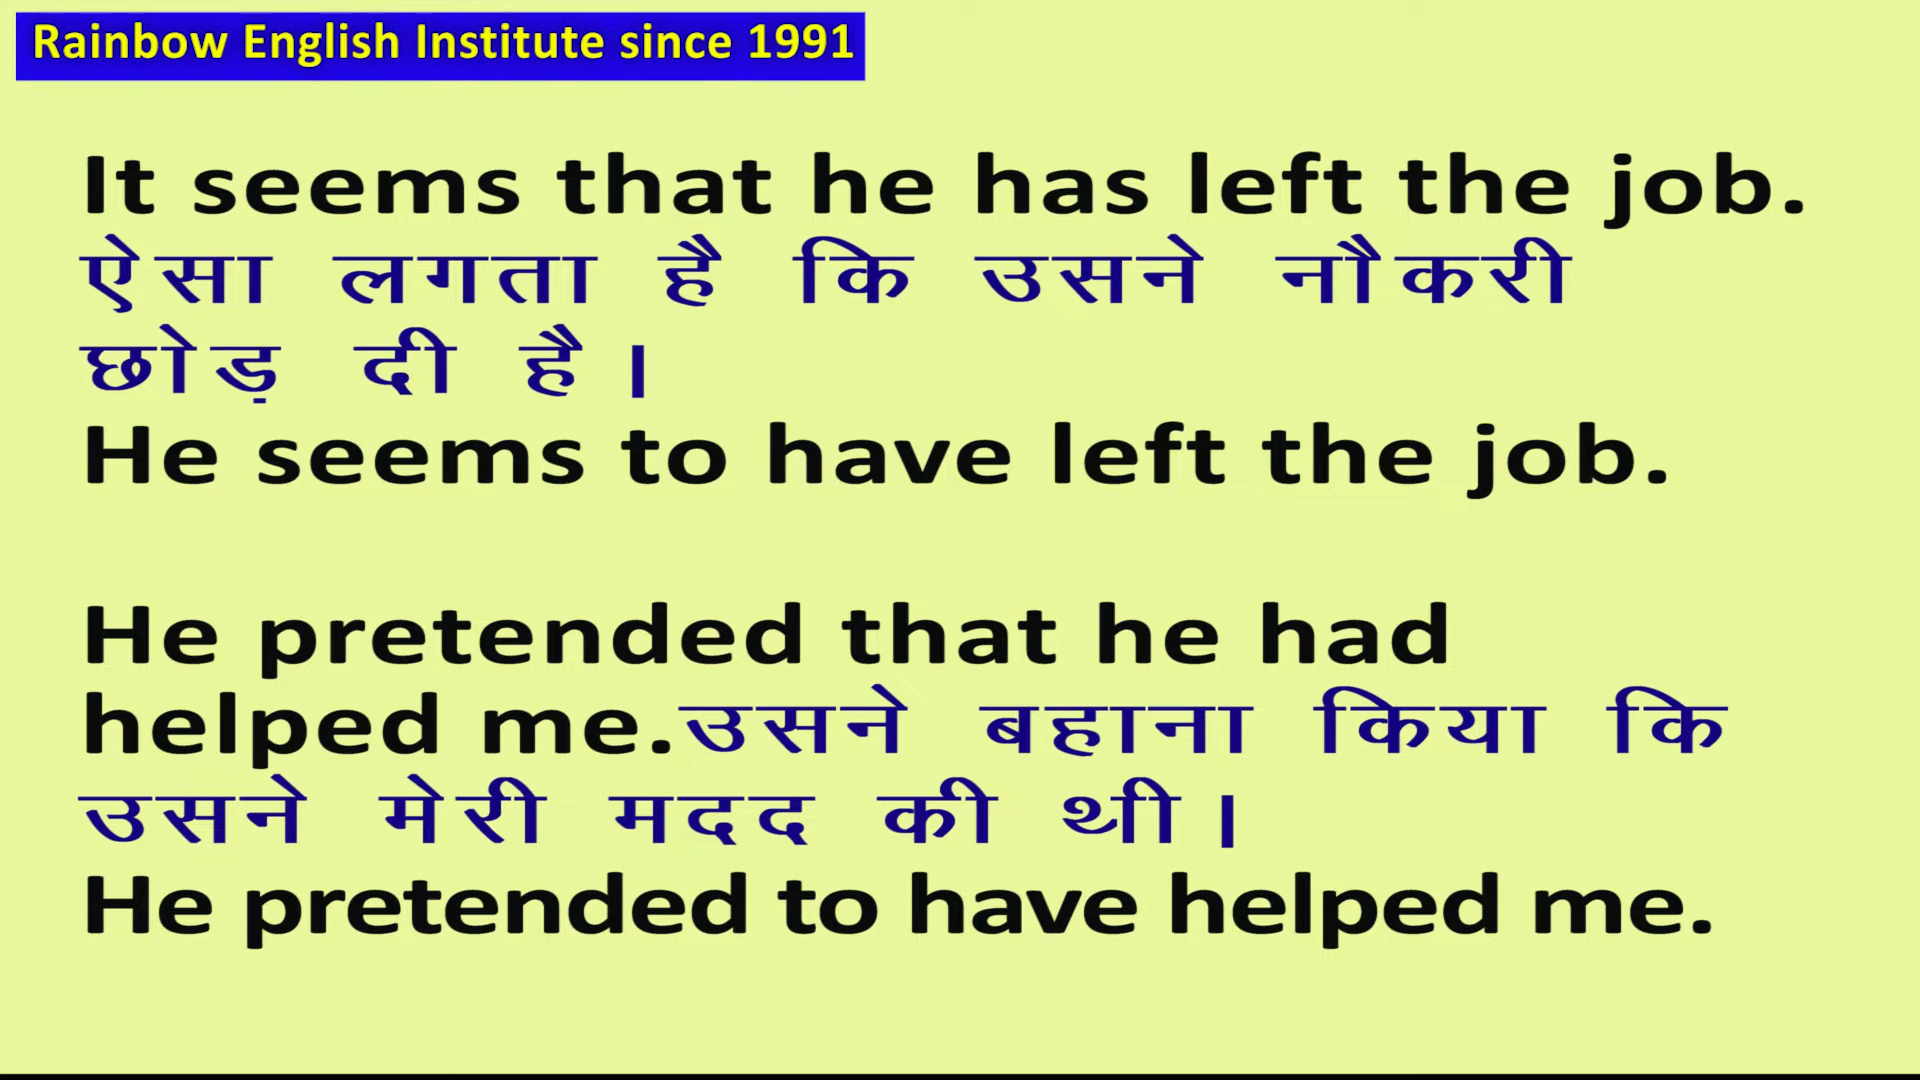 Rainbow English Institute since 1991
It seems that he has left the job.
ऐसा लगता है कि उसने नौकरी
छोड़ दी है।
He seems to have left the job.
He pretended that he had
helped me.उसने बहाना किया कि
उसने मेरी मदद की थी।
He pretended to have helped me.